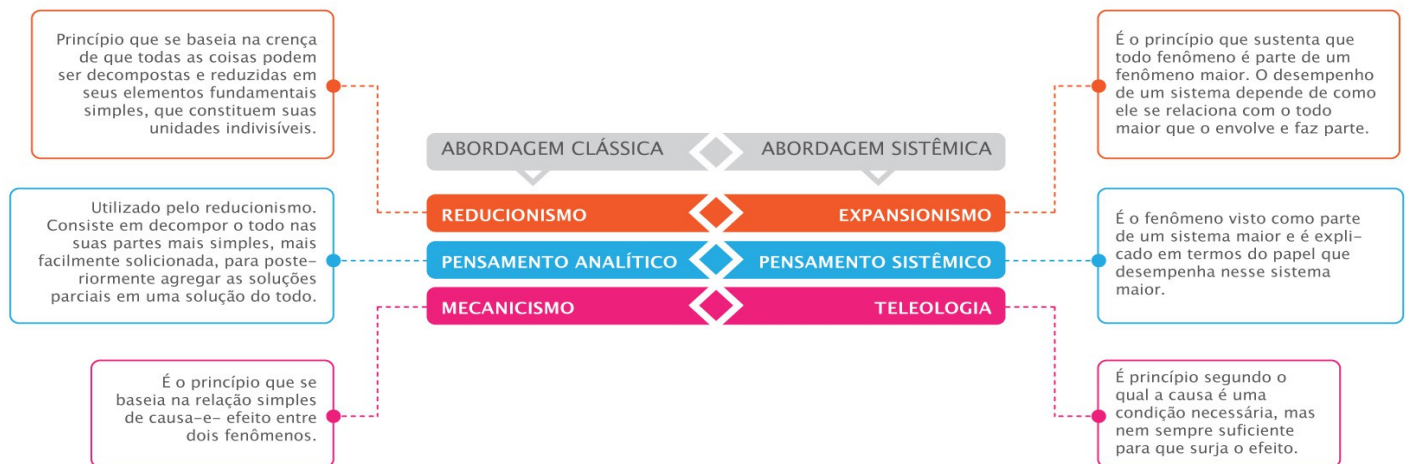 Princípio que se baseia na crença
de que todas as coisas podem
ser decompostas e reduzidas em
seus elementos fundamentais
simples, que constituem suas
unidades indivisíveis.
É o princípio que sustenta que
todo fenômeno é parte de um
fenômeno maior. O desempenho
de um sistema depende de como
ele se relaciona com o todo
maior que o envolve e faz parte.
ABORDAGEM CLÁSSICA
ABORDAGEM SISTÊMICA
REDUCIONISMO
EXPANSIONISMO
Utilizado pelo reducionismo.
Consiste em decompor o todo nas
suas partes mais simples, mais
facilmente solicionada, para poste-
riormente agregar as soluções
parciais em uma solução do todo.
PENSAMENTO ANALÍTICO
PENSAMENTO SISTÊMICO
É o fenômeno visto como parte
de um sistema maior e é expli-
cado em termos do papel que
desempenha nesse sistema
maior.
MECANICISMO
TELEOLOGIA
É o princípio que se
baseia na relação simples
de causa-e- efeito entre
dois fenômenos.
É princípio segundo o
qual a causa é uma
condição necessária, mas
nem sempre suficiente
para que surja o efeito.